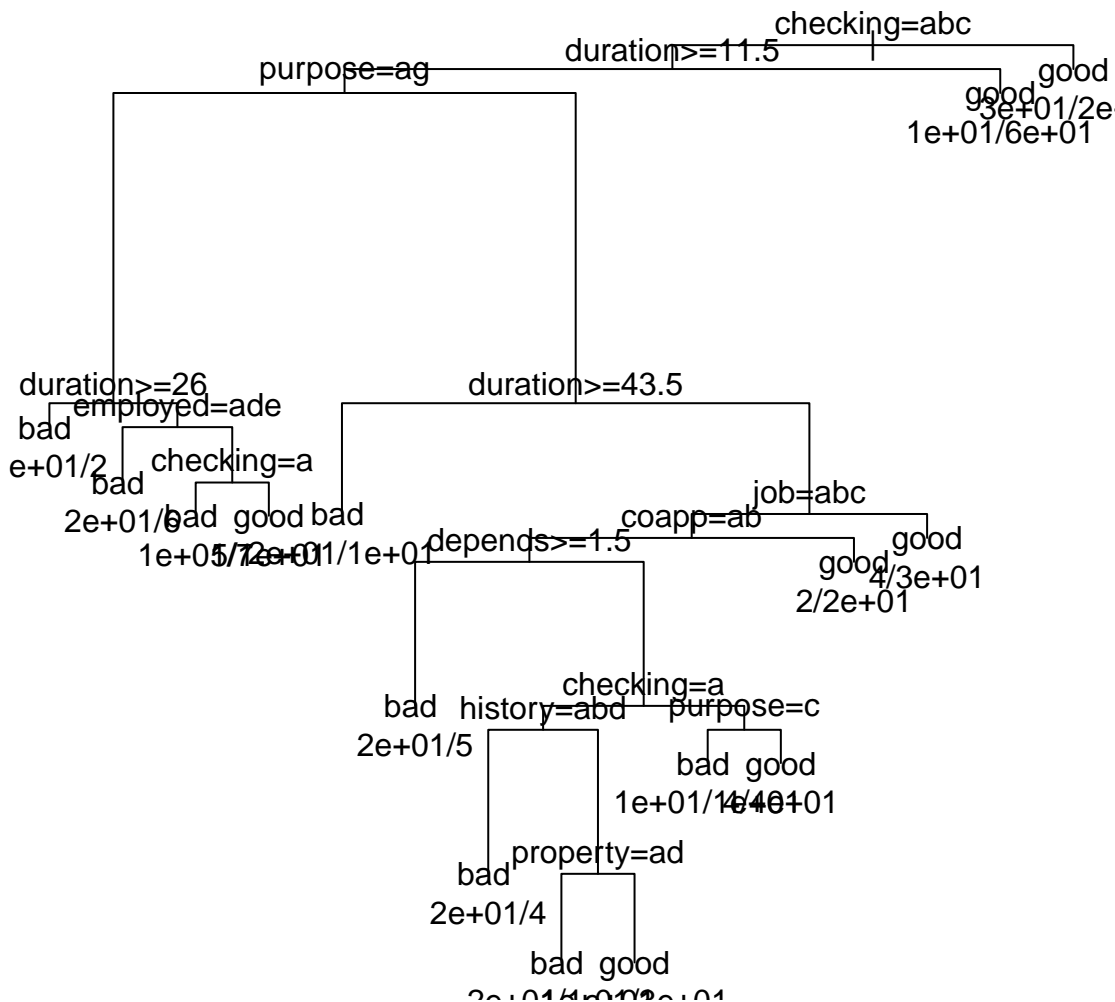 checking=abc
duration>=11.5
purpose=ag
good
good
1e+01/6e+01
duration>=26
duration>=43.5
employed=ade
bad
checking=a
e+01/2
bad
2e+01/6
bad
good
bad
job=abc
coapp=ab
depends>=1.5
good
4/3e+01
good
2/2e+01
checking=a
history=abd
purpose=c
bad
2e+01/5
bad
good
property=ad
bad
2e+01/4
bad
good